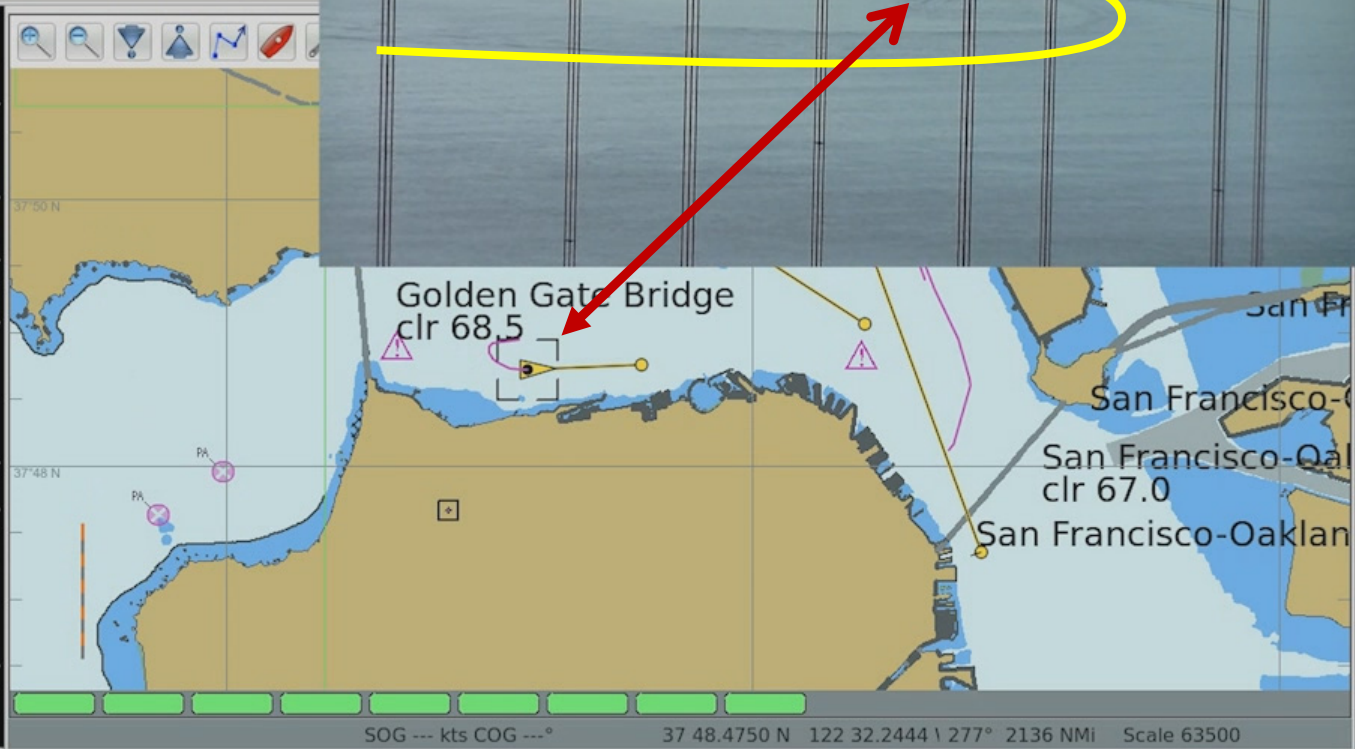 37°50 N
Golden Gate Bridge
clr 68.5
San Fr
San Francisco-
PA
37°48 N
San Francisco-Oal
clr 67.0
PA
San Francisco-Oaklan
SOG --- kts COG ---° 37 48.4750 N 122 32.2444 \ 277° 2136 NMi Scale 63500